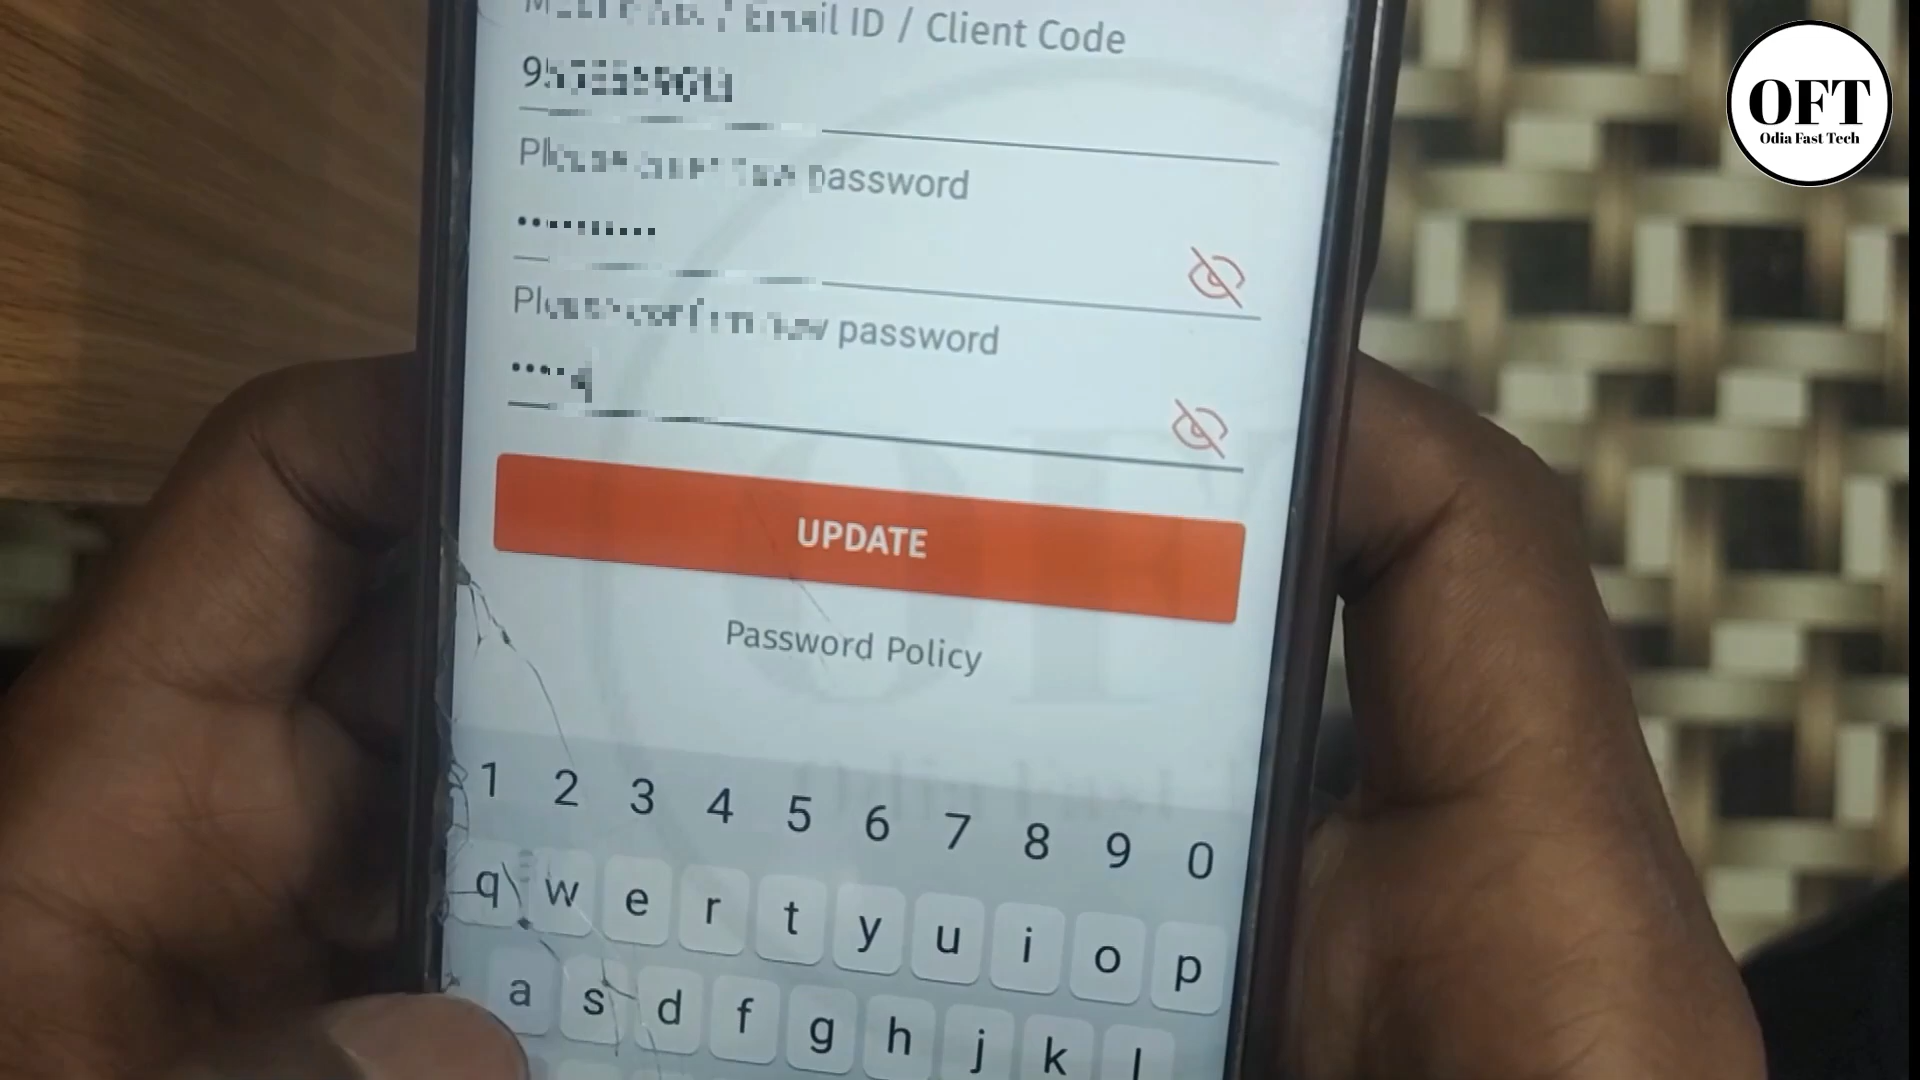 ID / Client Code
password
password
UPDATE
Password Policy
1 2 3 4 5 6 7 8 9 0
q w e r t y u i o p
a s d f g h j k l
OFT
Odia Fast Tech